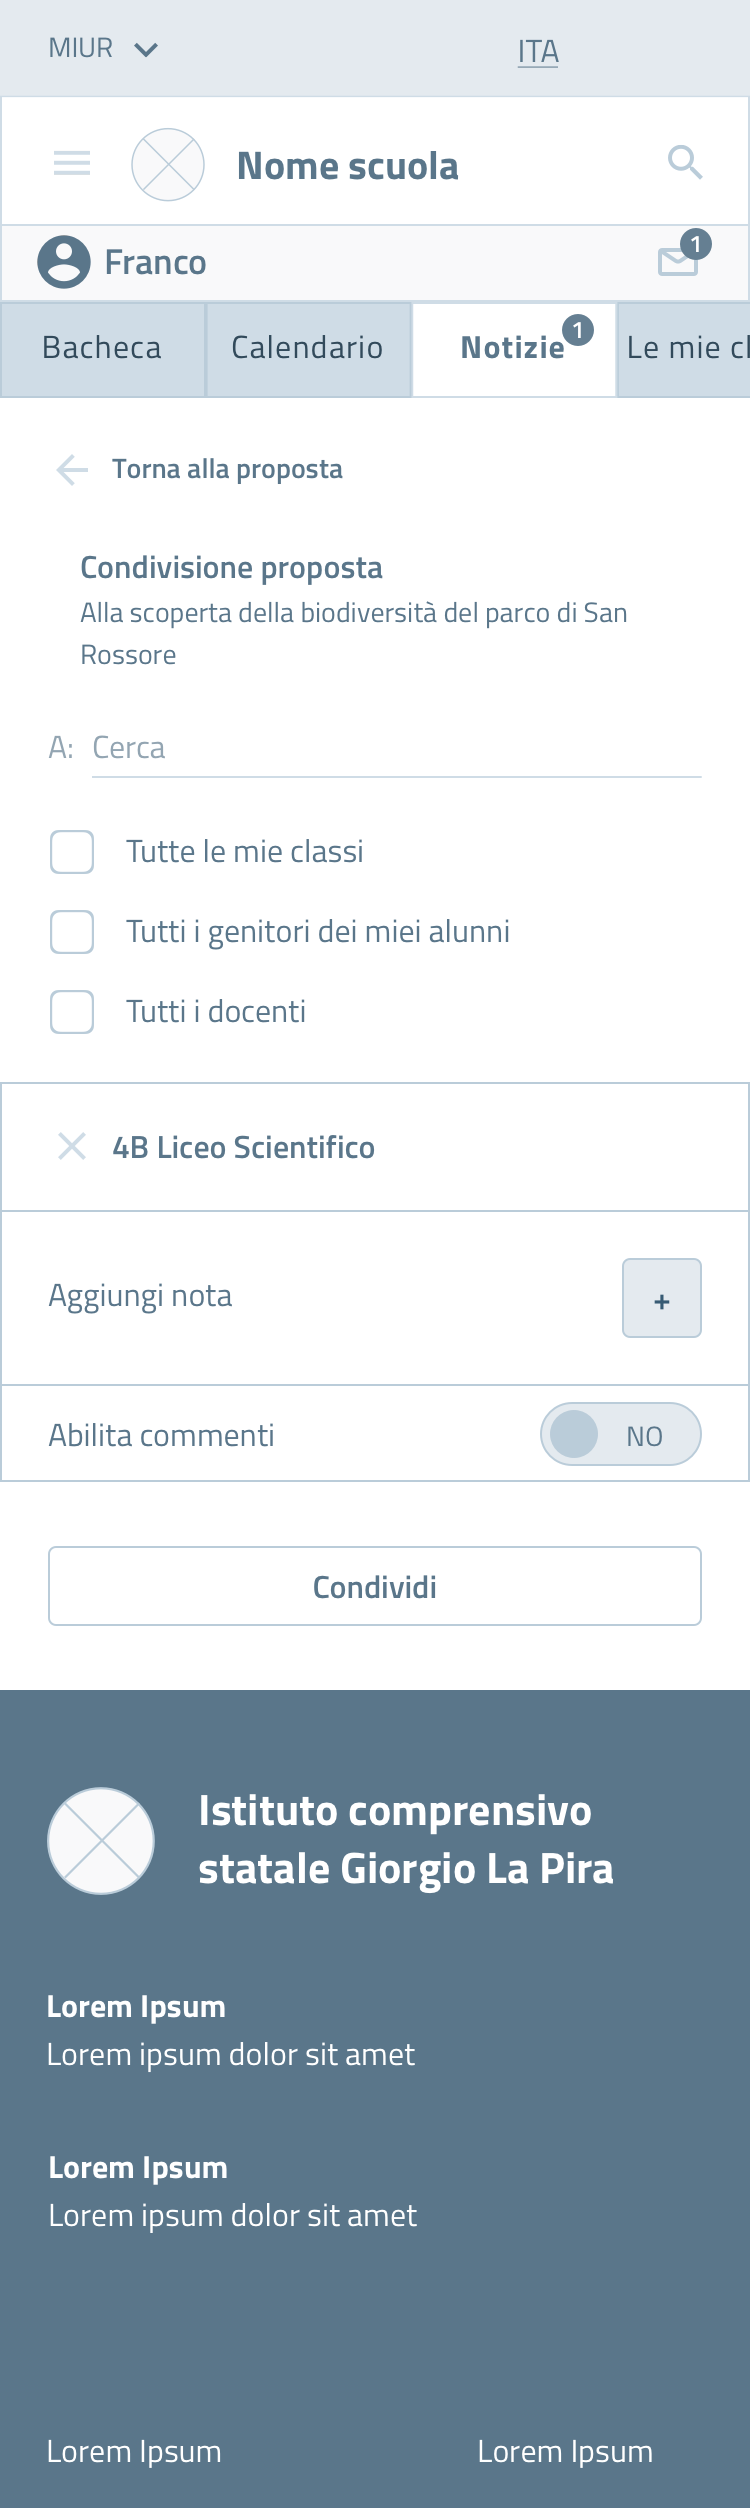 MIUR
ITA
Nome scuola
Franco
1
Bacheca
Calendario
Notizie
1
Le mie cl
Torna alla proposta
Condivisione proposta
Alla scoperta della biodiversità del parco di San
Rossore
A: Cerca
Tutte le mie classi
Tutti i genitori dei miei alunni
Tutti i docenti
4B Liceo Scientifico
Aggiungi nota
+
Abilita commenti
NO
Condividi
Istituto comprensivo
statale Giorgio La Pira
Lorem Ipsum
Lorem ipsum dolor sit amet
Lorem Ipsum
Lorem ipsum dolor sit amet
Lorem Ipsum
Lorem Ipsum